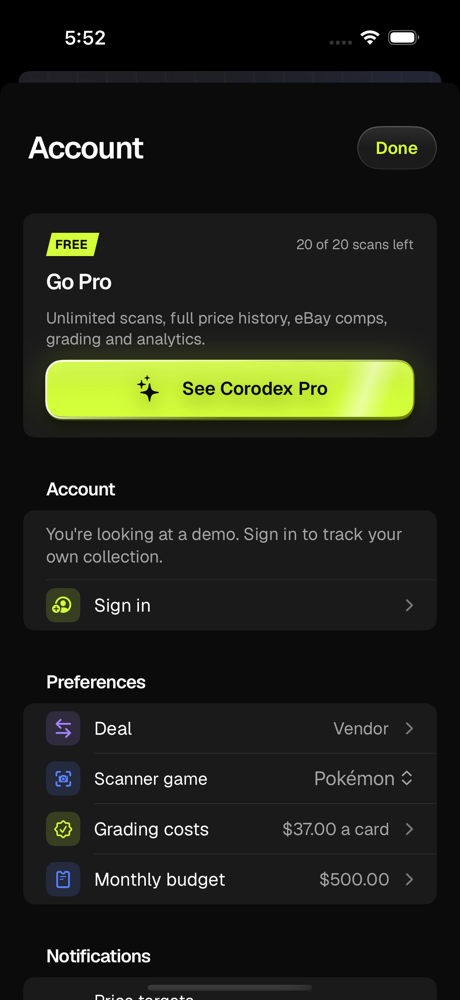 5:52
Account
Done
FREE
20 of 20 scans left
Go Pro
Unlimited scans, full price history, eBay comps,
grading and analytics.
See Corodex Pro
Account
You're looking at a demo. Sign in to track your
own collection.
Sign in
Preferences
Deal
Vendor
Scanner game
Pokémon
Grading costs
$37.00 a card
Monthly budget
$500.00
Notifications
Price targets